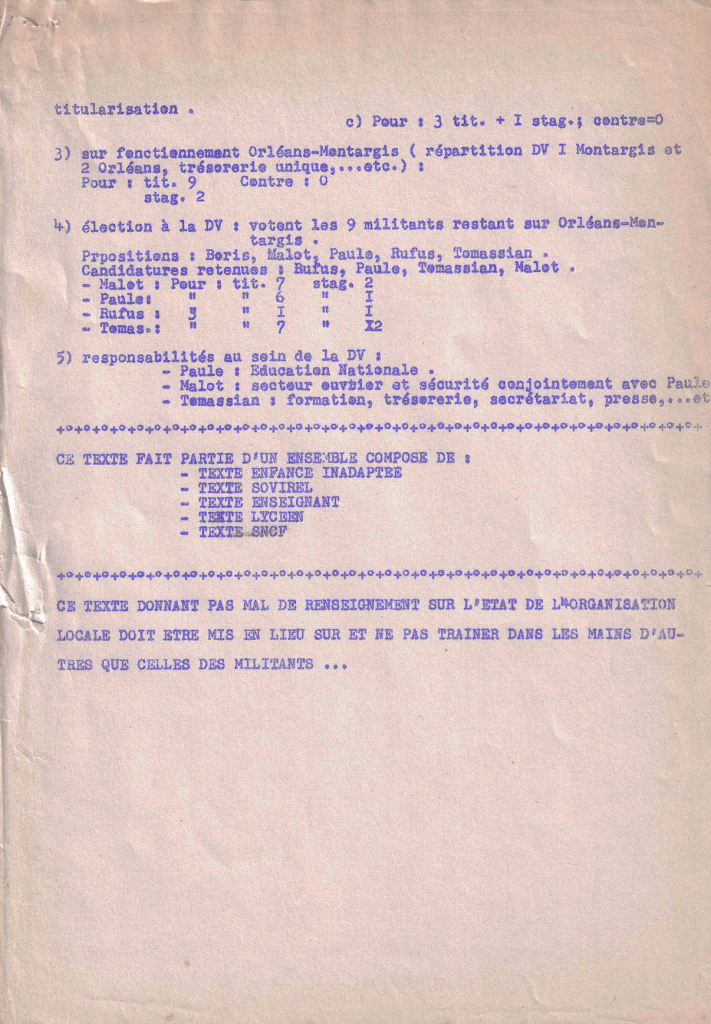 titularisation .
c) Pour : 3 tit. + I stag.; contre=0
3) sur fonctionnement Orléans-Montargis ( répartition DV I Montargis et
2 Orléans, trésorerie unique,...etc.) :
Pour : tit. 9 Contre : 0
stag. 2
4) élection à la DV : votent les 9 militants restant sur Orléans-Mon-
targis .
Prpositions : Boris, Malot, Paule, Rufus, Tomassian .
Candidatures retenues : Rufus, Paule, Tomassian, Malot .
- Malot : Pour : tit. 7 stag. 2
- Paule: " " 6 " I
- Rufus : " I " I
- Tomas.: " " 7 " 2
5) responsabilités au sein de la DV :
- Paule : Education Nationale .
- Malot : secteur ouvrier et sécurité conjointement avec Paule
- Tomassian : formation, trésorerie, secrétariat, presse,...et
+o+o+o+o+o+o+o+o+o+o+o+o+o+o+o+o+o+o+o+o+o+o+o+o+o+o+o+o+o+o+
CE TEXTE FAIT PARTIE D'UN ENSEMBLE COMPOSE DE :
- TEXTE ENFANCE INADAPTEE
- TEXTE SOVIREL
- TEXTE ENSEIGNANT
- TEXTE LYCEEN
- TEXTE SNCF
+o+o+o+o+o+o+o+o+o+o+o+o+o+o+o+o+o+o+o+o+o+o+o+o+o+o+o+o+o+o+
CE TEXTE DONNANT PAS MAL DE RENSEIGNEMENT SUR L'ETAT DE L'ORGANISATION
LOCALE DOIT ETRE MIS EN LIEU SUR ET NE PAS TRAINER DANS LES MAINS D'AU-
TRES QUE CELLES DES MILITANTS ...